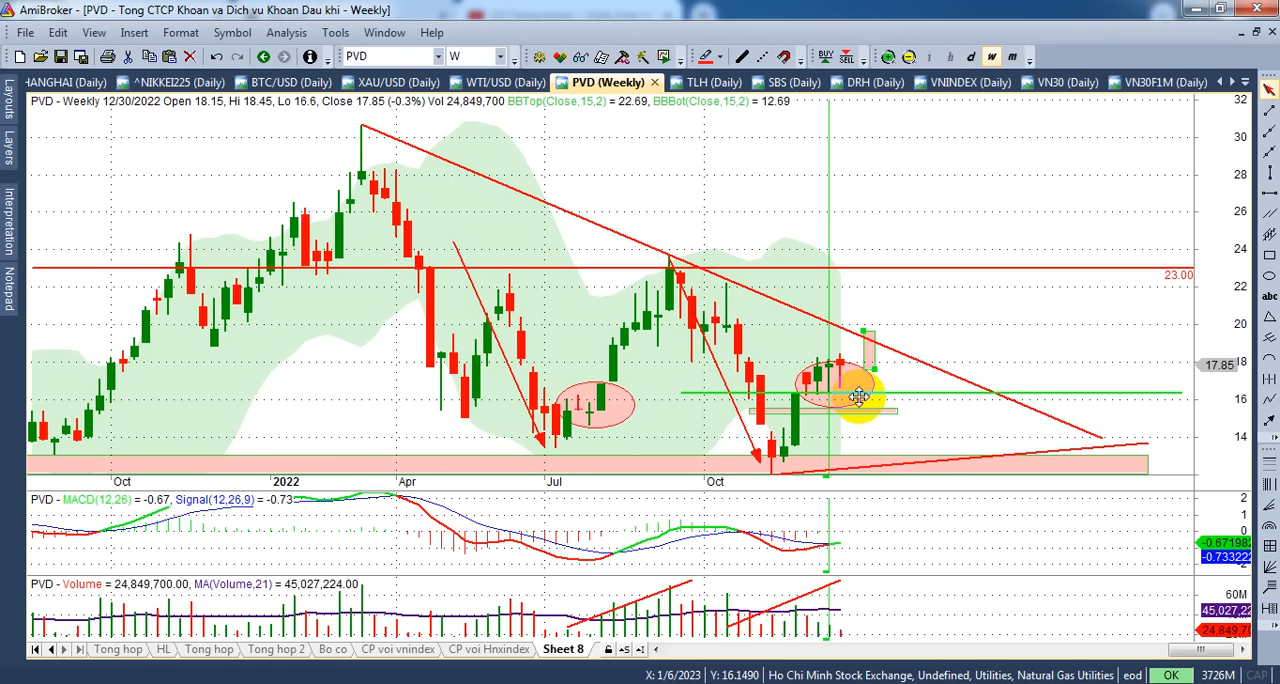 AmiBroker - [PVD - Tong CTCP Khoan va Dich vu Khoan Dau khi - Weekly]
File Edit View Insert Format Symbol Analysis Tools Window Help
PVD W BUY SELL i h d w m
HANGHAI (Daily) ^NIKKEI225 (Daily) BTC/USD (Daily) XAU/USD (Daily) WTI/USD (Daily) PVD (Weekly) TLH (Daily) SBS (Daily) DRH (Daily) VNINDEX (Daily) VN30 (Daily) VN30F1M (Daily)
Layouts
Layers
Interpretation
Notepad
PVD - Weekly 12/30/2022 Open 18.15, Hi 18.45, Lo 16.6, Close 17.85 (-0.3%) Vol 24,849,700 BBTop(Close,15,2) = 22.69, BBBot(Close,15,2) = 12.69
32
30
28
26
24
23.00
22
20
17.85
18
16
14
abc
Oct 2022 Apr Jul Oct
PVD - MACD(12,26) = -0.67, Signal(12,26,9) = -0.73
2
1
0
-0.671982
-0.733222
PVD - Volume = 24,849,700.00, MA(Volume,21) = 45,027,224.00
60M
45,027,22
24,849,70
Tong hop HL Tong hop Tong hop 2 Bo co CP voi vnindex CP voi Hnxindex Sheet 8
X: 1/6/2023 Y: 16.1490 Ho Chi Minh Stock Exchange, Undefined, Utilities, Natural Gas Utilities eod OK 3726M CAP